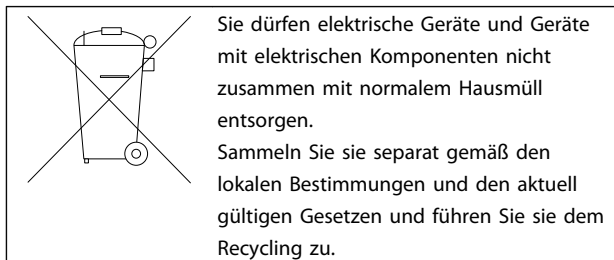 Sie dürfen elektrische Geräte und Geräte
mit elektrischen Komponenten nicht
zusammen mit normalem Hausmüll
entsorgen.
Sammeln Sie sie separat gemäß den
lokalen Bestimmungen und den aktuell
gültigen Gesetzen und führen Sie sie dem
Recycling zu.